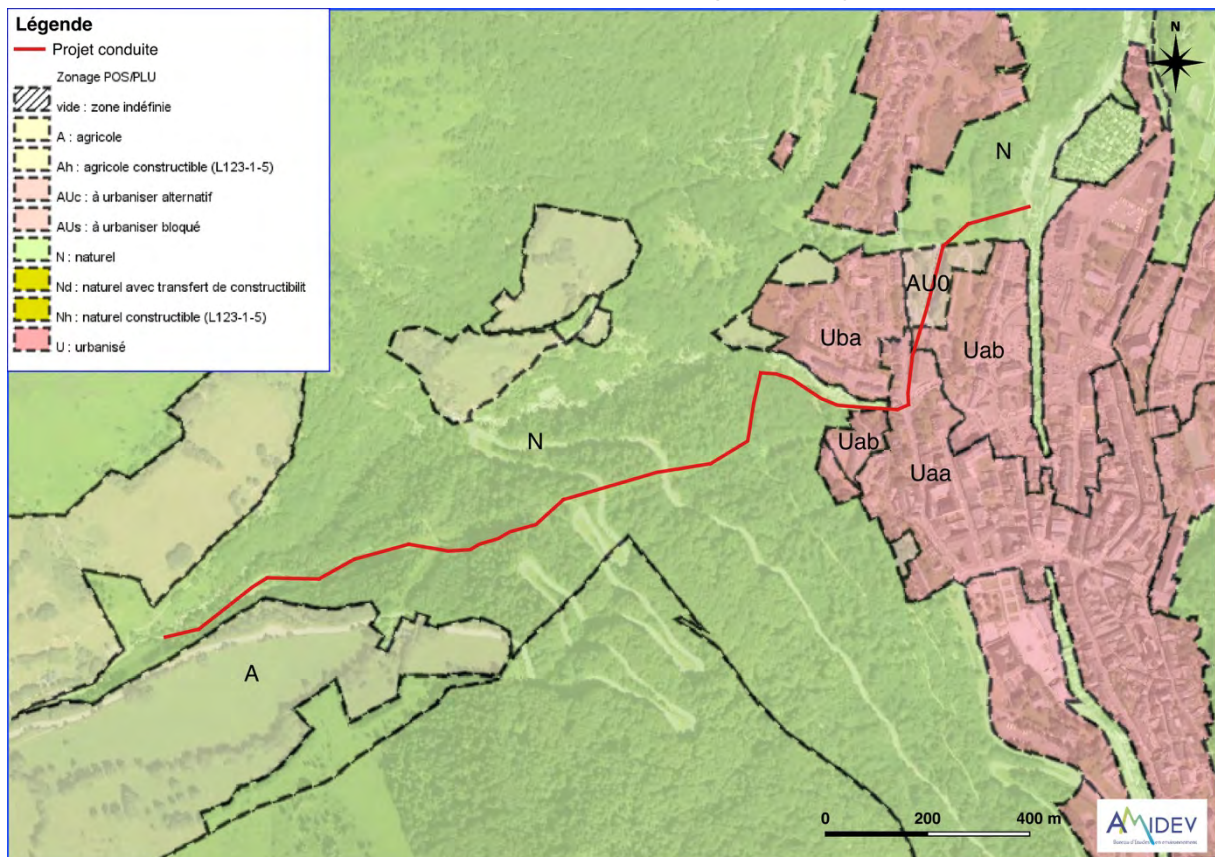 Légende
Projet conduite
Zonage POS/PLU
vide : zone indéfinie
A : agricole
Ah : agricole constructible (L123-1-5)
AUc : à urbaniser alternatif
AUs : à urbaniser bloqué
N : naturel
Nd : naturel avec transfert de constructibilit
Nh : naturel constructible (L123-1-5)
U : urbanisé
N
N
AU0
Uba
Uab
N
Uab
Uaa
A
0 200 400 m
AMIDEV